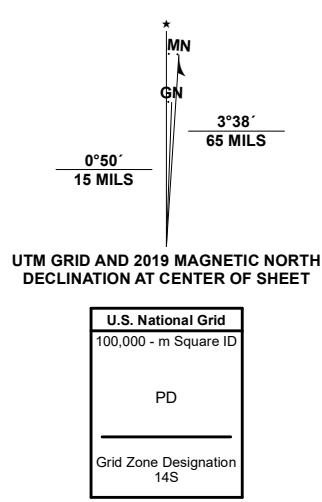 ★
MN
GN
3°38´
65 MILS
0°50´
15 MILS
UTM GRID AND 2019 MAGNETIC NORTH
DECLINATION AT CENTER OF SHEET
U.S. National Grid
100,000 - m Square ID
PD
Grid Zone Designation
14S